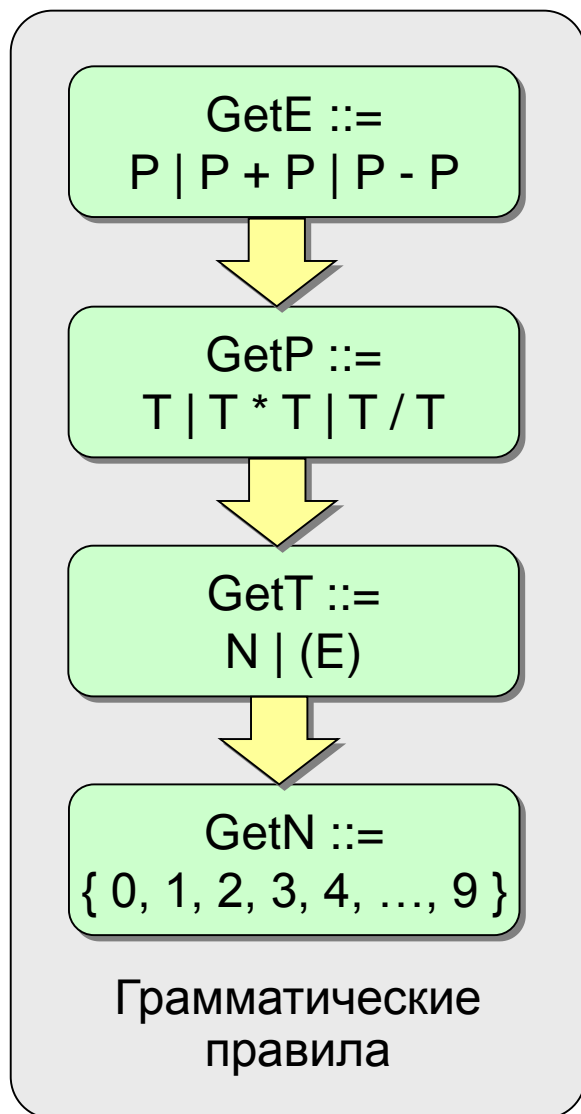 GetE ::=
P | P + P | P - P
GetP ::=
T | T * T | T / T
GetT ::=
N | (E)
GetN ::=
{ 0, 1, 2, 3, 4, …, 9 }
Грамматические
правила